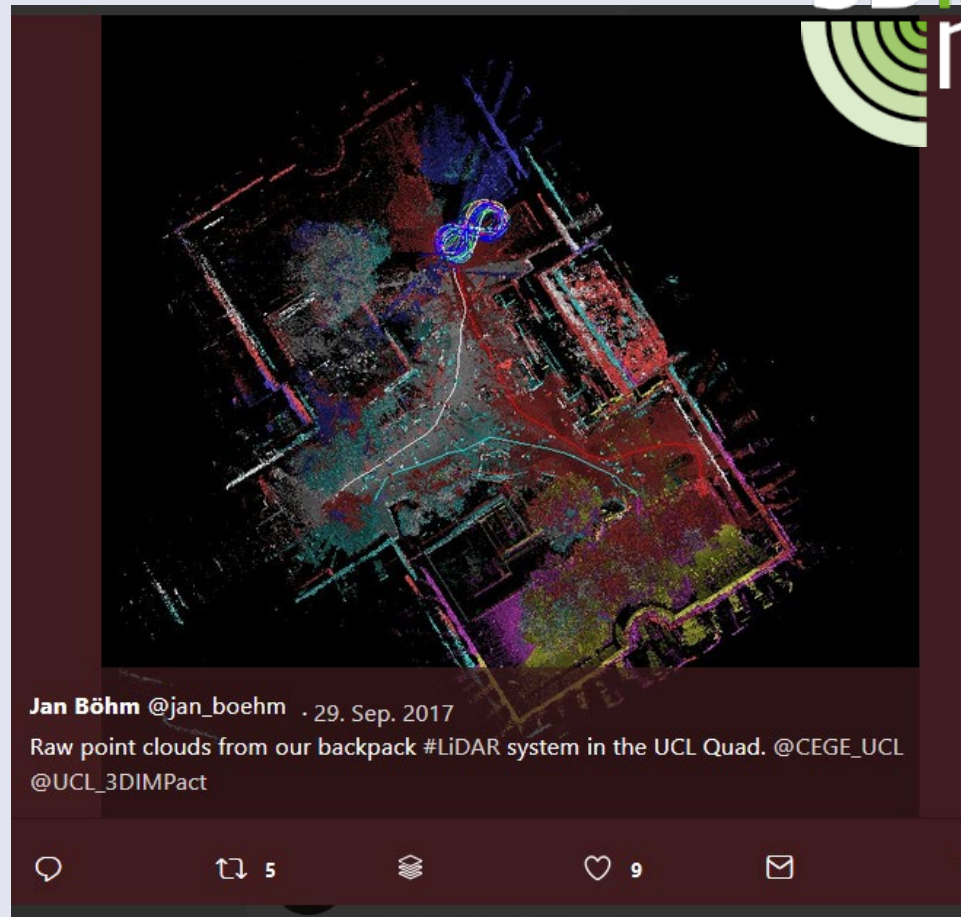 Jan Böhm @jan_boehm · 29. Sep. 2017
Raw point clouds from our backpack #LiDAR system in the UCL Quad. @CEGE_UCL
@UCL_3DIMPact
5
9